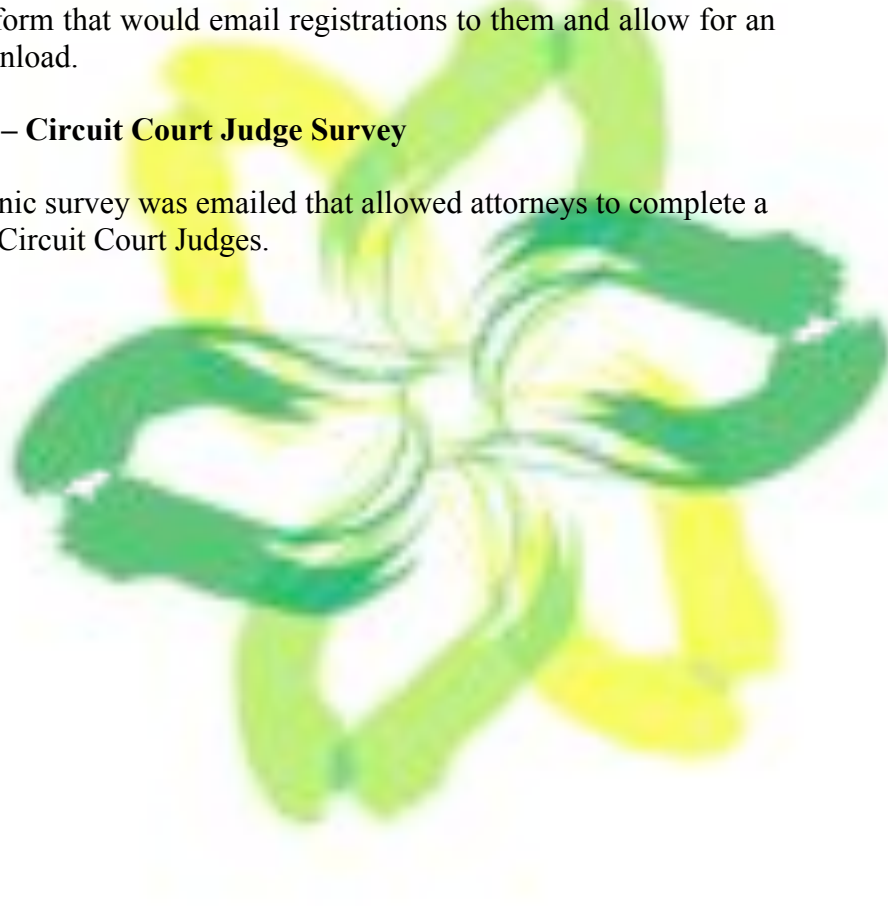 form that would email registrations to them and allow for an
nload.
– Circuit Court Judge Survey
nic survey was emailed that allowed attorneys to complete a
Circuit Court Judges.